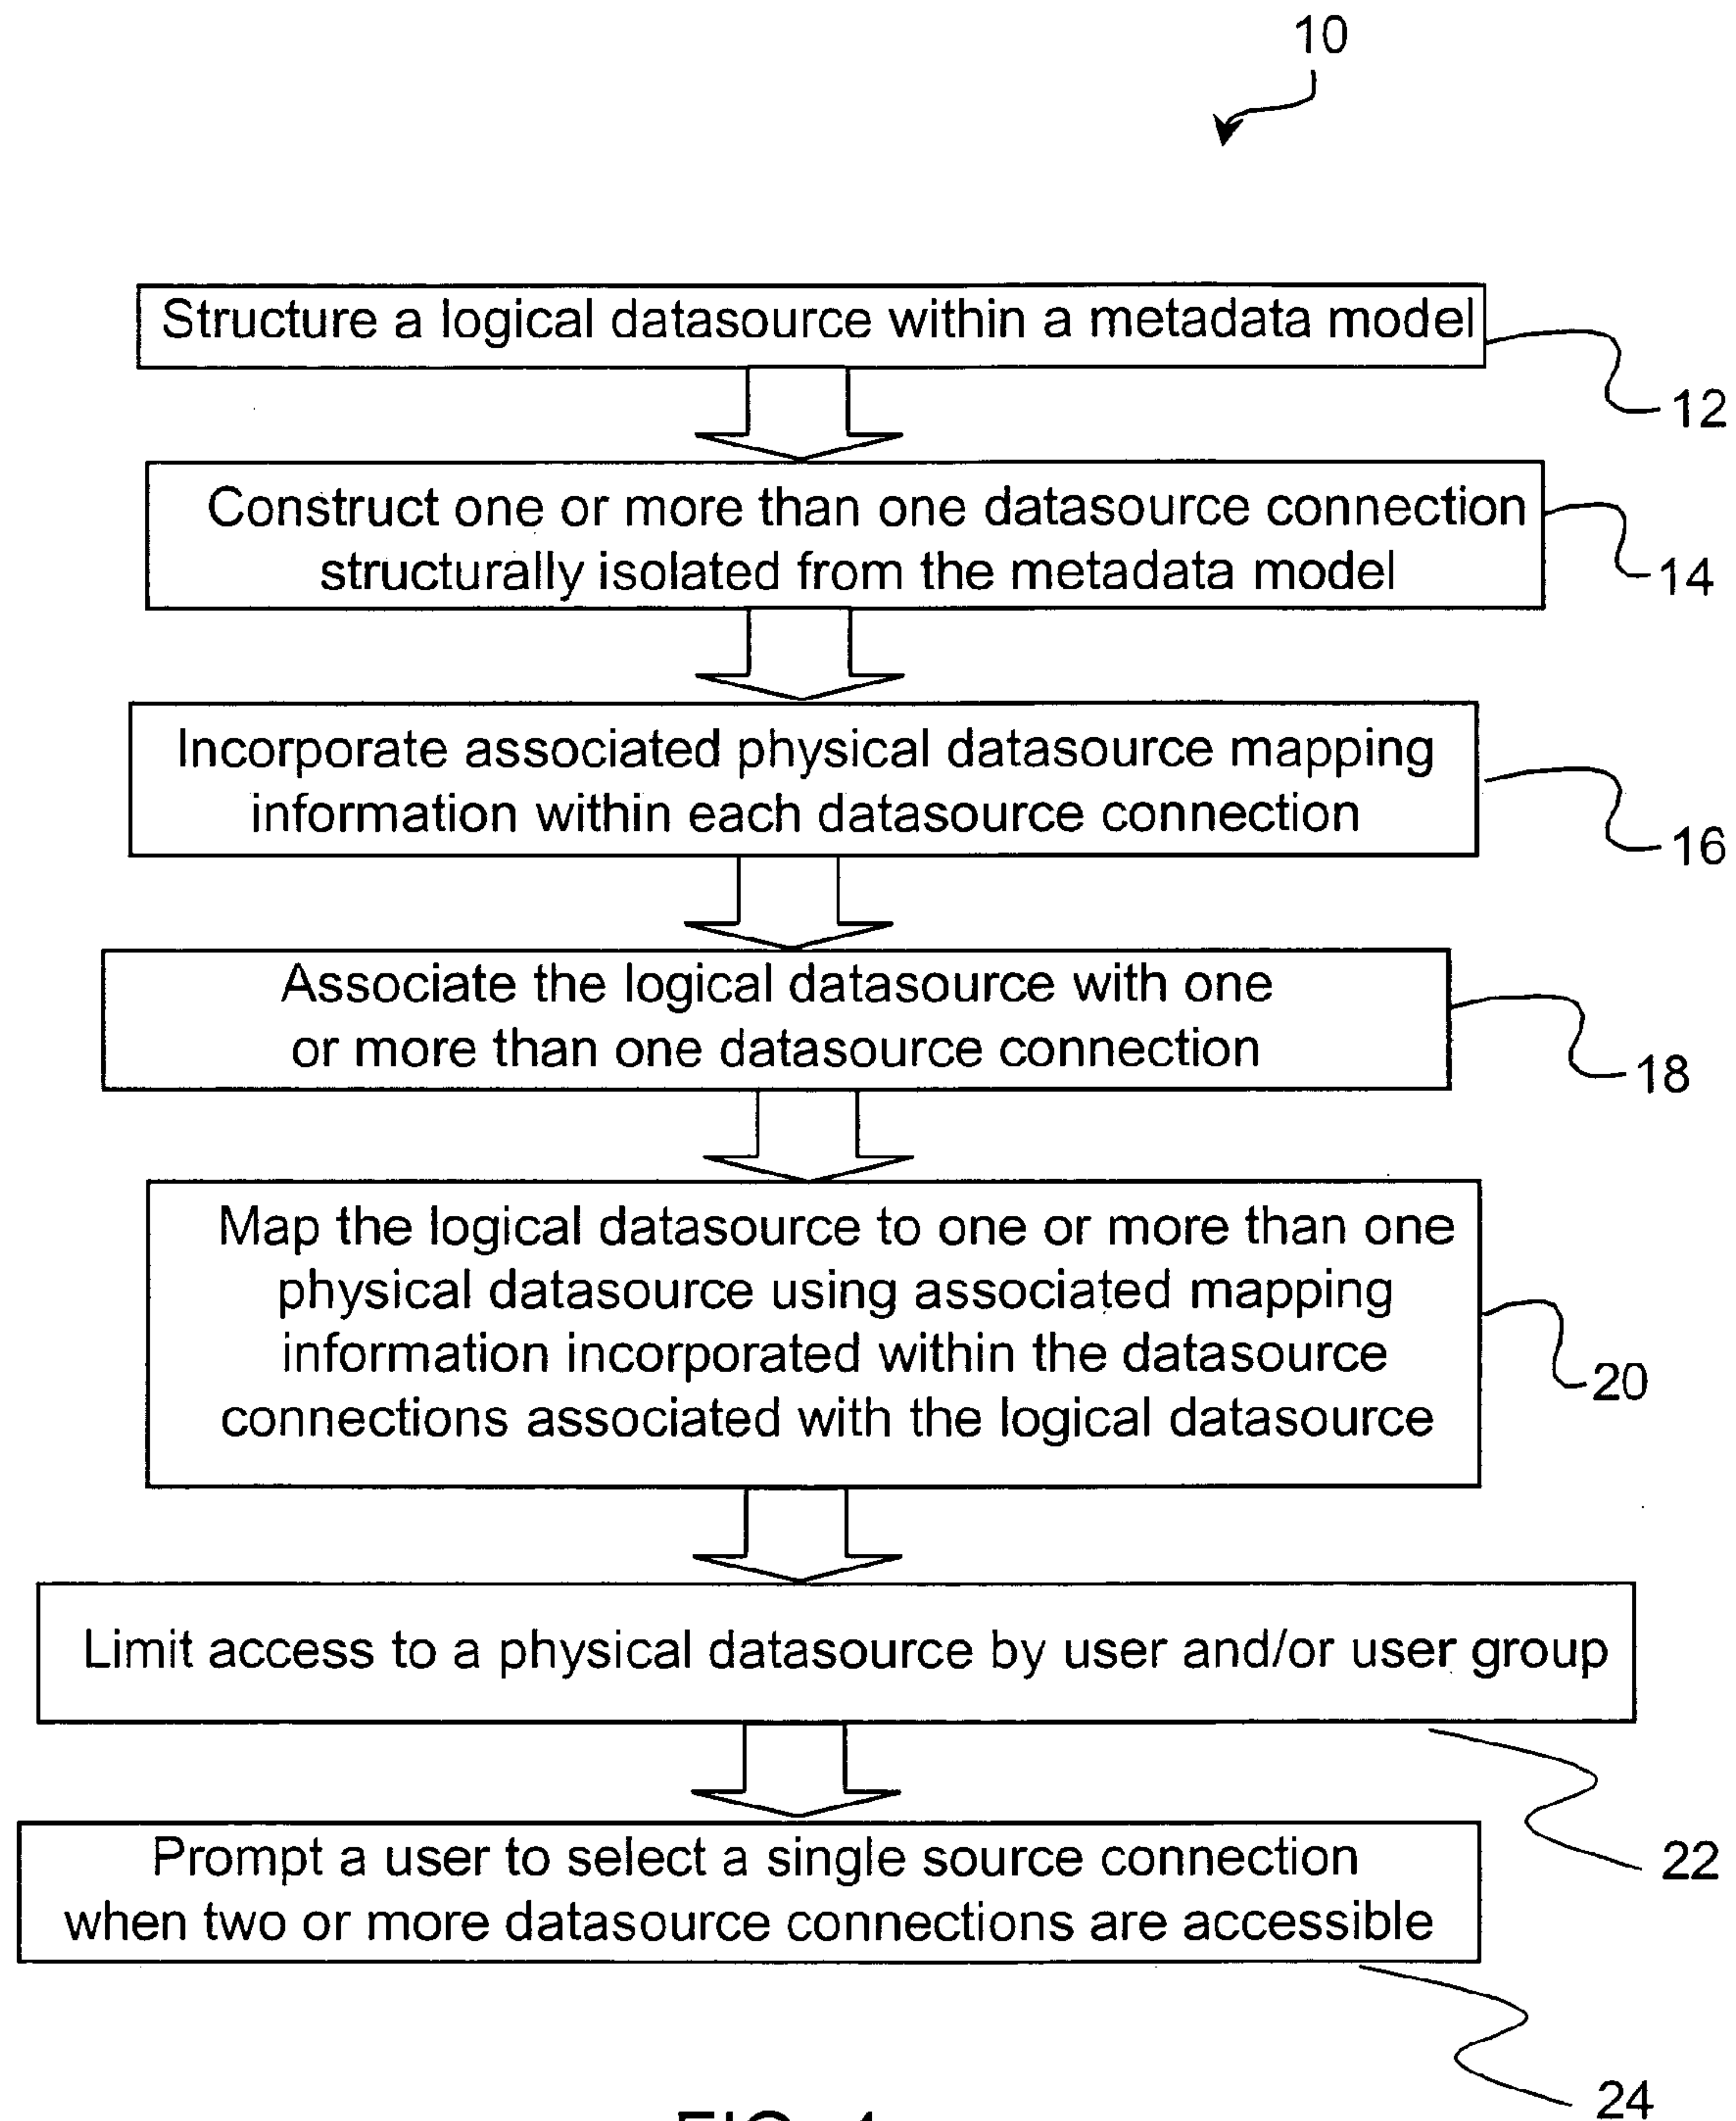 10
Structure a logical datasource within a metadata model
12
Construct one or more than one datasource connection
structurally isolated from the metadata model
14
Incorporate associated physical datasource mapping
information within each datasource connection
16
Associate the logical datasource with one
or more than one datasource connection
18
Map the logical datasource to one or more than one
physical datasource using associated mapping
information incorporated within the datasource
connections associated with the logical datasource
20
Limit access to a physical datasource by user and/or user group
22
Prompt a user to select a single source connection
when two or more datasource connections are accessible
24